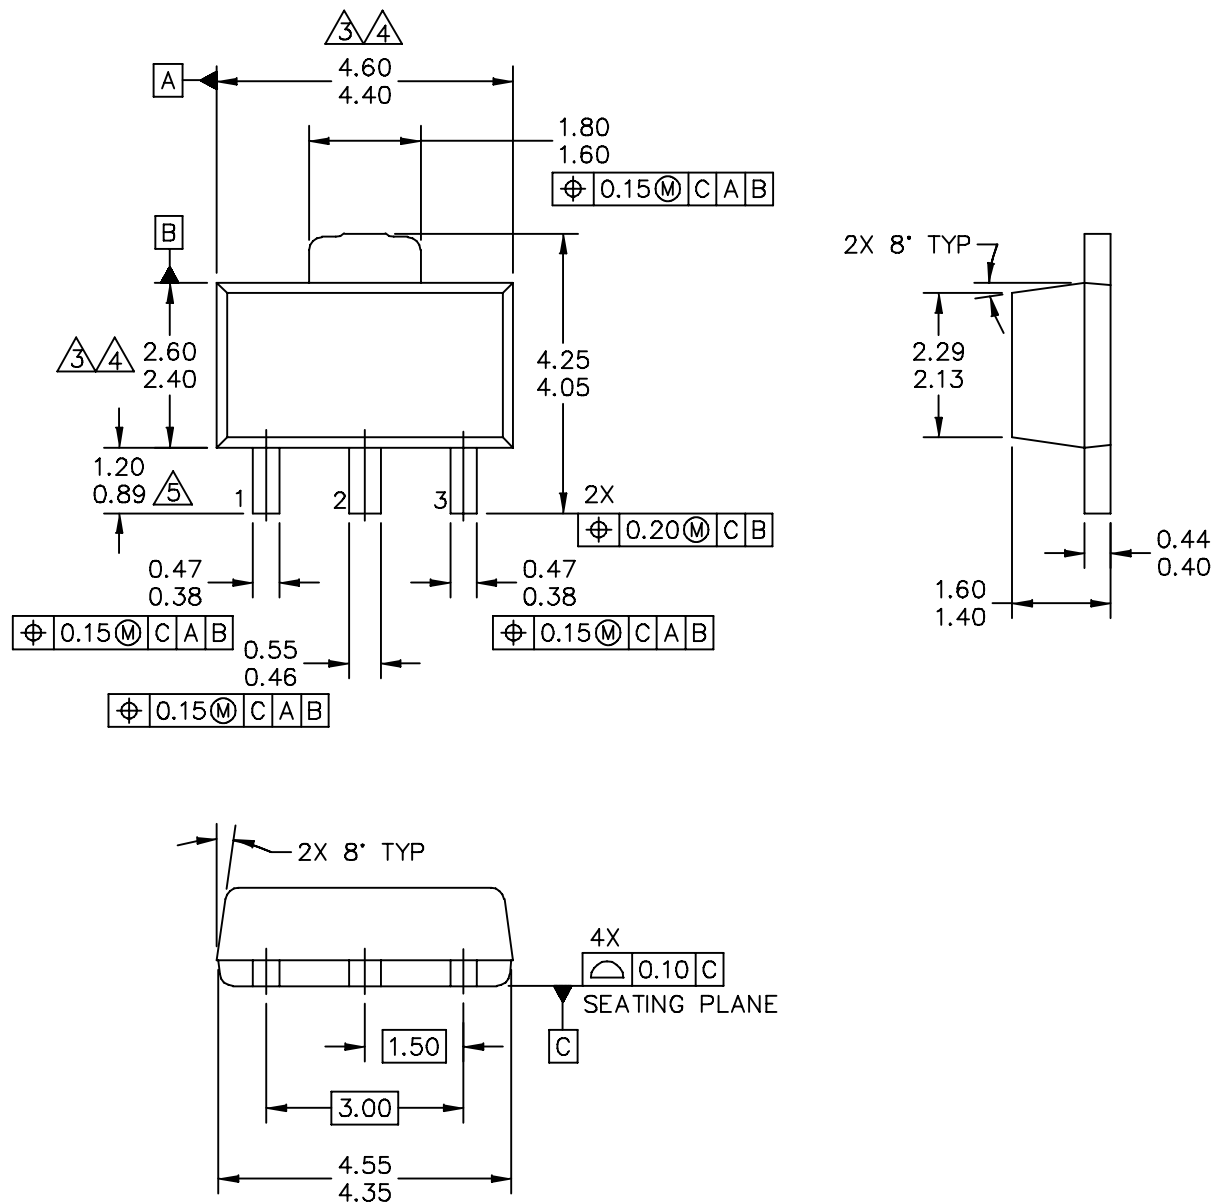 3 4
4.60
4.40
A
1.80
1.60
⌖ 0.15 Ⓜ C A B
B
2X 8° TYP
3 4
2.60
2.40
4.25
4.05
2.29
2.13
1.20
0.89 5
1 2 3
2X
⌖ 0.20 Ⓜ C B
0.47
0.38
⌖ 0.15 Ⓜ C A B
0.47
0.38
⌖ 0.15 Ⓜ C A B
0.55
0.46
⌖ 0.15 Ⓜ C A B
0.44
0.40
1.60
1.40
2X 8° TYP
4X
⌓ 0.10 C
SEATING PLANE
C
1.50
3.00
4.55
4.35